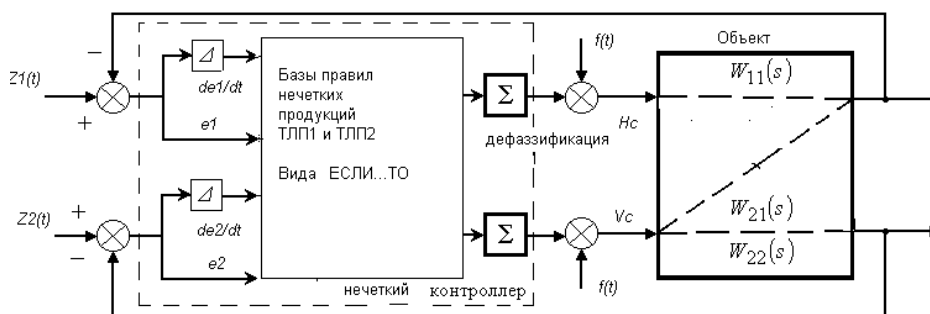 Объект
f(t)
W11(s)
−
Δ
Z1(t)
+
de1/dt
Базы правил
нечетких
продукций
ТЛП1 и ТЛП2
Σ
e1
Hc
дефаззификация
Вида ЕСЛИ...ТО
Z2(t)
+
Δ
−
de2/dt
Σ
Vc
W21(s)
W22(s)
e2
f(t)
нечеткий контроллер